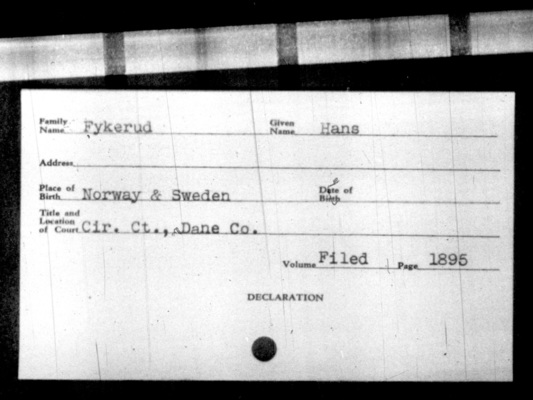 Family Name Fykerud Given Name Hans
Address
Place of Birth Norway & Sweden Date of Birth
Title and Location of Court Cir. Ct., Dane Co.
Volume Filed Page 1895
DECLARATION